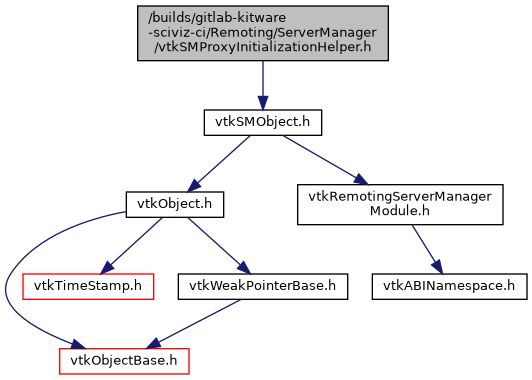 /builds/gitlab-kitware
-sciviz-ci/Remoting/ServerManager
/vtkSMProxyInitializationHelper.h
vtkSMObject.h
vtkObject.h
vtkRemotingServerManager
Module.h
vtkTimeStamp.h
vtkWeakPointerBase.h
vtkABINamespace.h
vtkObjectBase.h